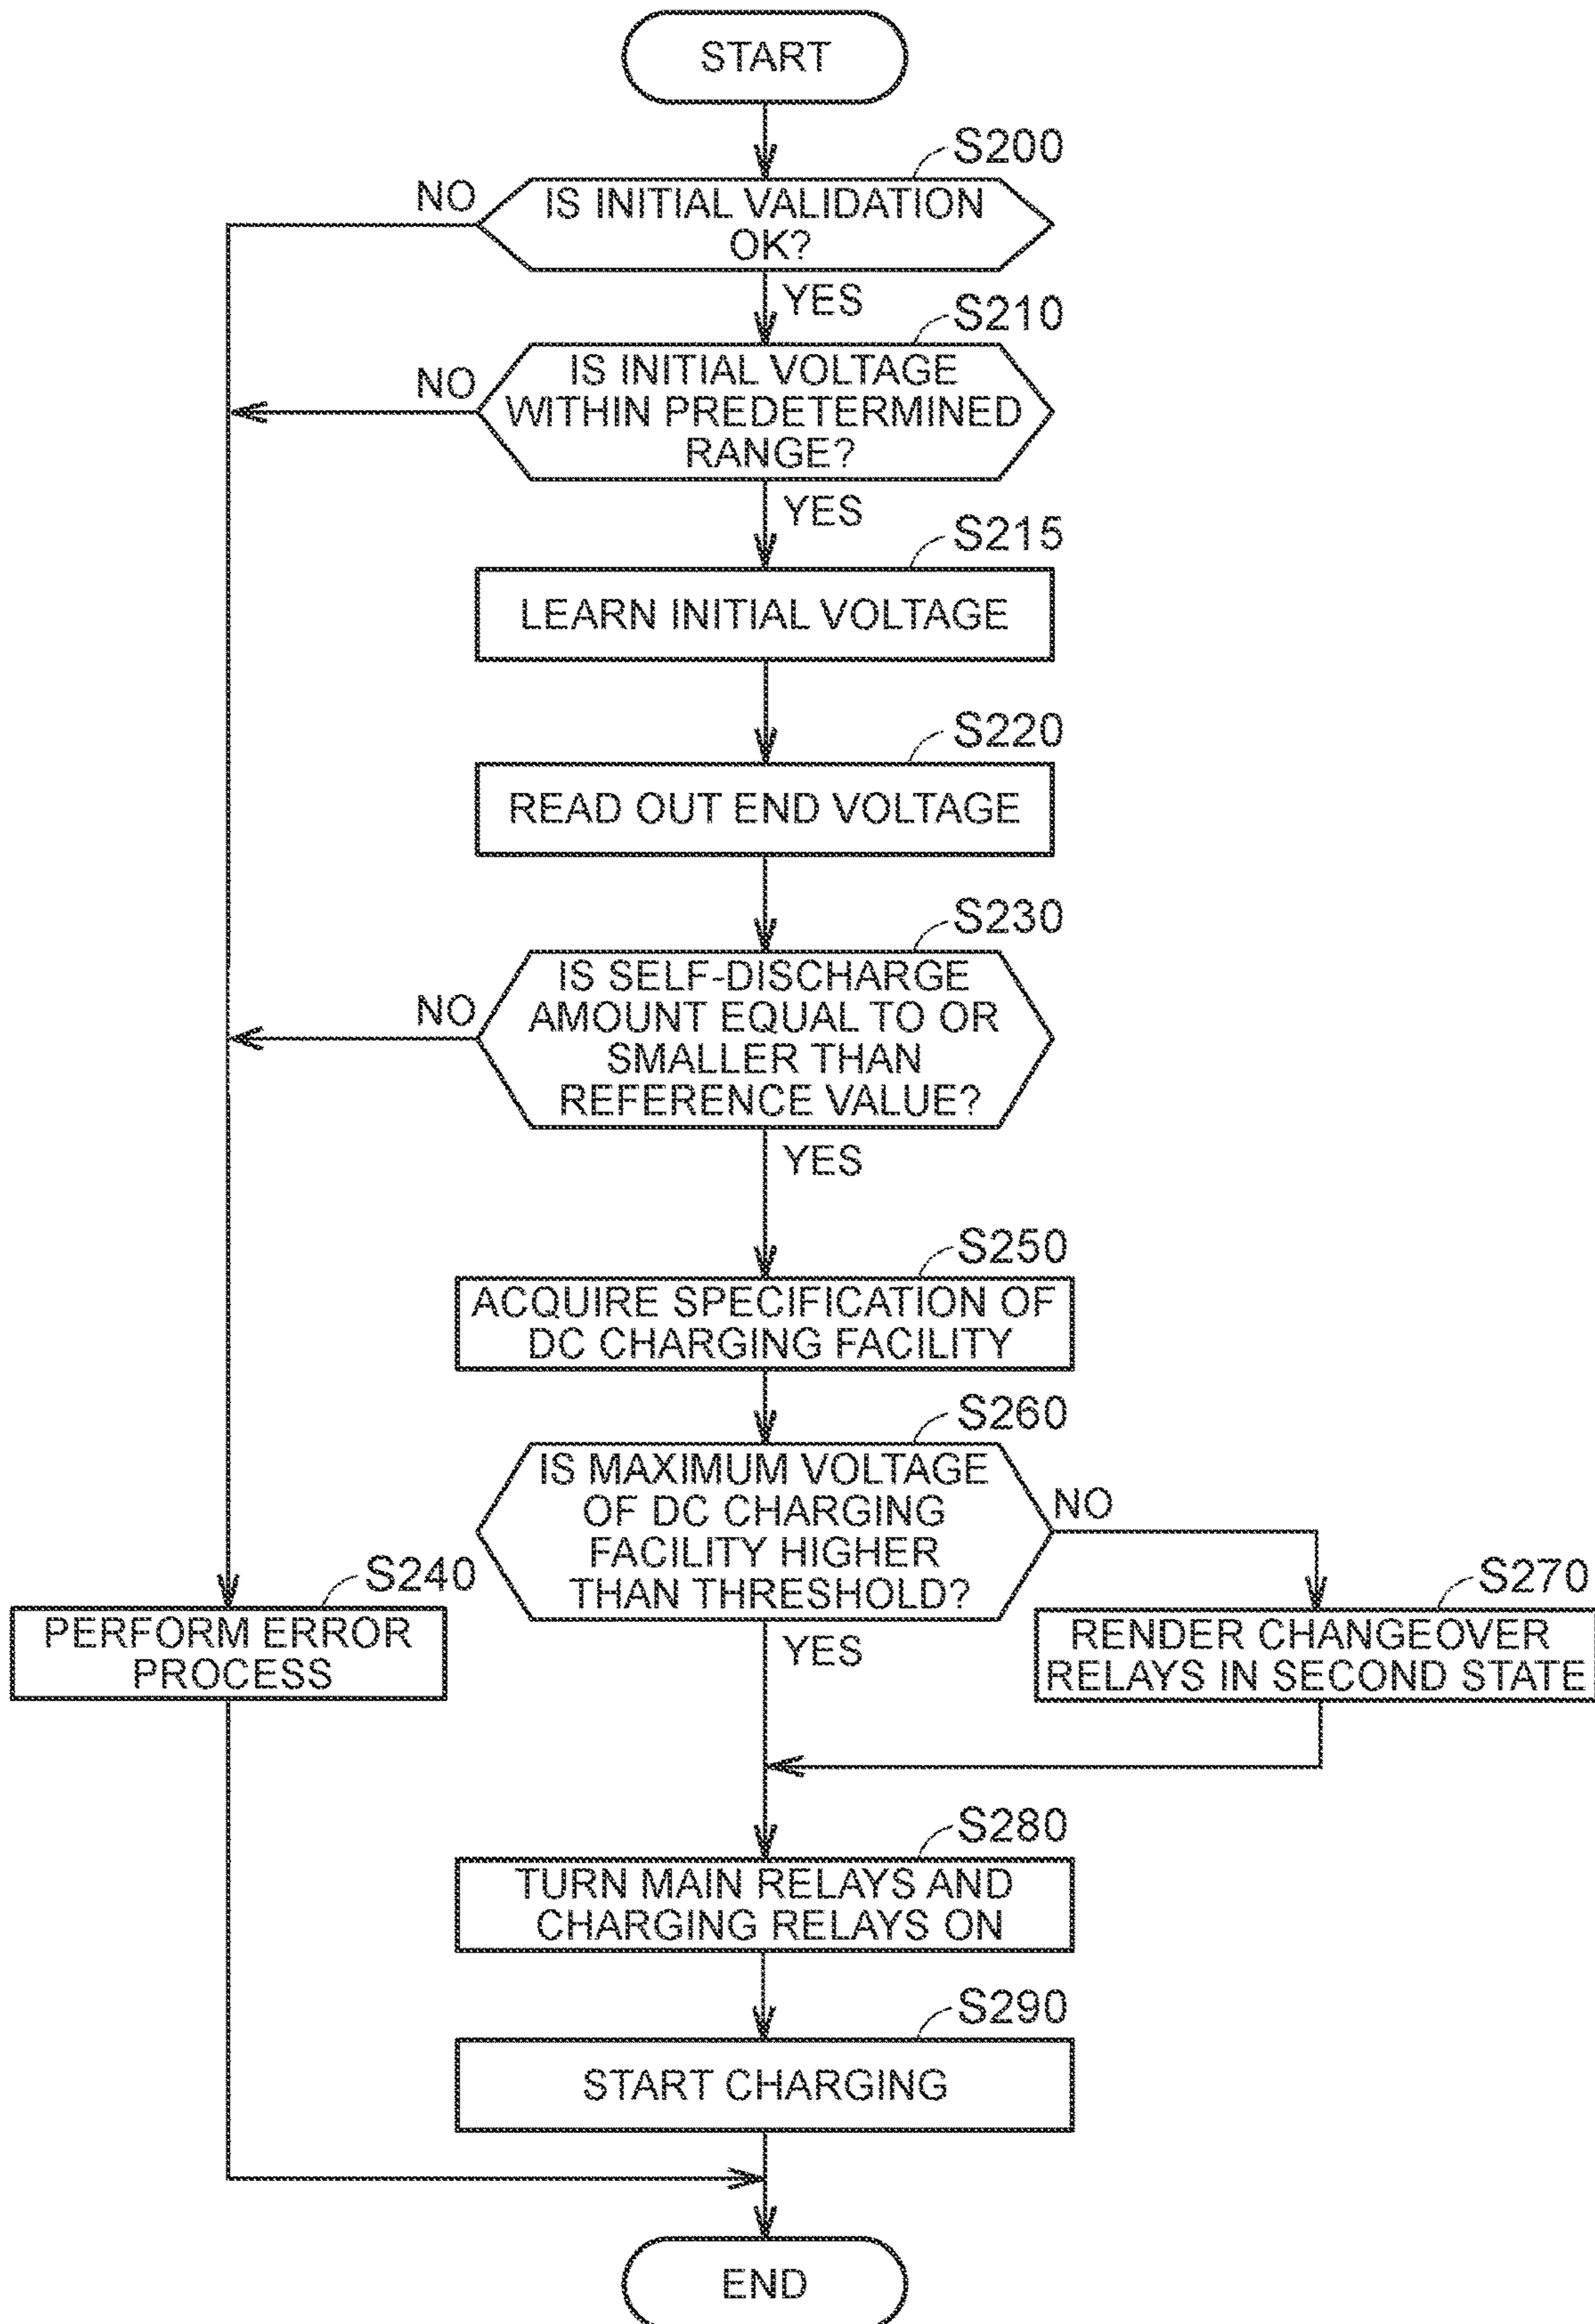 START
S200
NO
IS INITIAL VALIDATION
OK?
YES
S210
NO
IS INITIAL VOLTAGE
WITHIN PREDETERMINED
RANGE?
YES
S215
LEARN INITIAL VOLTAGE
S220
READ OUT END VOLTAGE
S230
NO
IS SELF-DISCHARGE
AMOUNT EQUAL TO OR
SMALLER THAN
REFERENCE VALUE?
YES
S250
ACQUIRE SPECIFICATION OF
DC CHARGING FACILITY
S260
IS MAXIMUM VOLTAGE
OF DC CHARGING
FACILITY HIGHER
THAN THRESHOLD?
NO
YES
S240
PERFORM ERROR
PROCESS
S270
RENDER CHANGEOVER
RELAYS IN SECOND STATE
S280
TURN MAIN RELAYS AND
CHARGING RELAYS ON
S290
START CHARGING
END